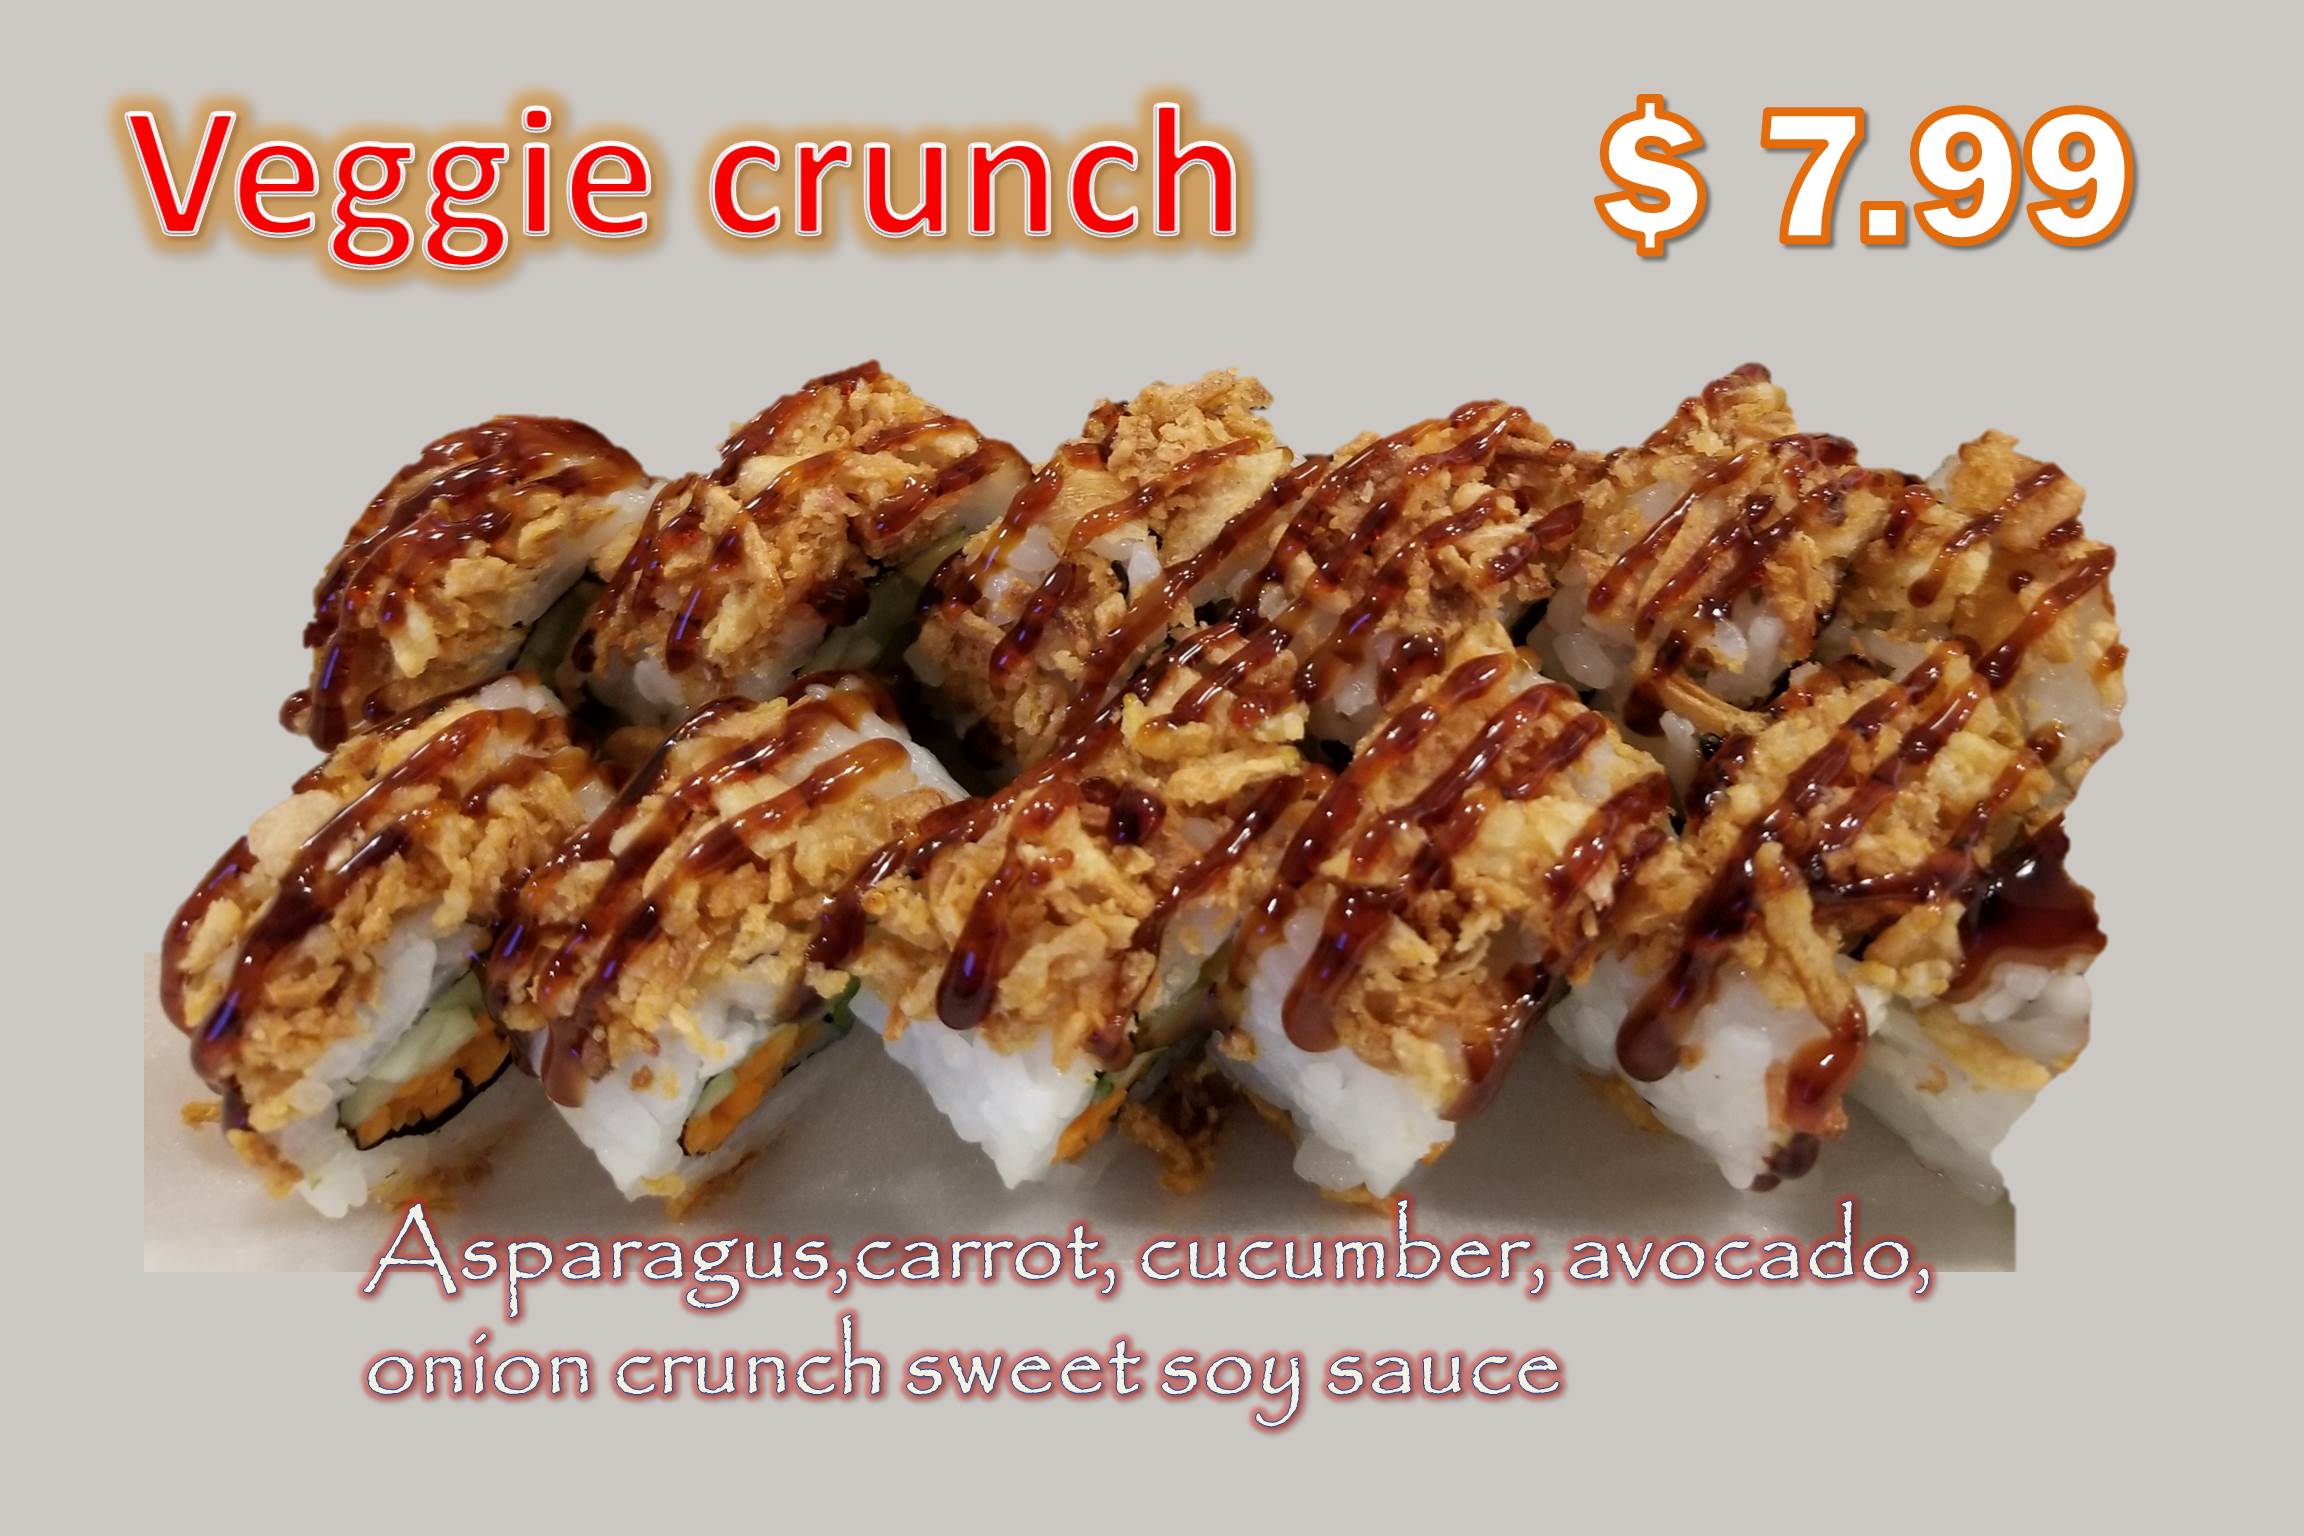 Veggie crunch
$ 7.99
Asparagus,carrot, cucumber, avocado,
onion crunch sweet soy sauce